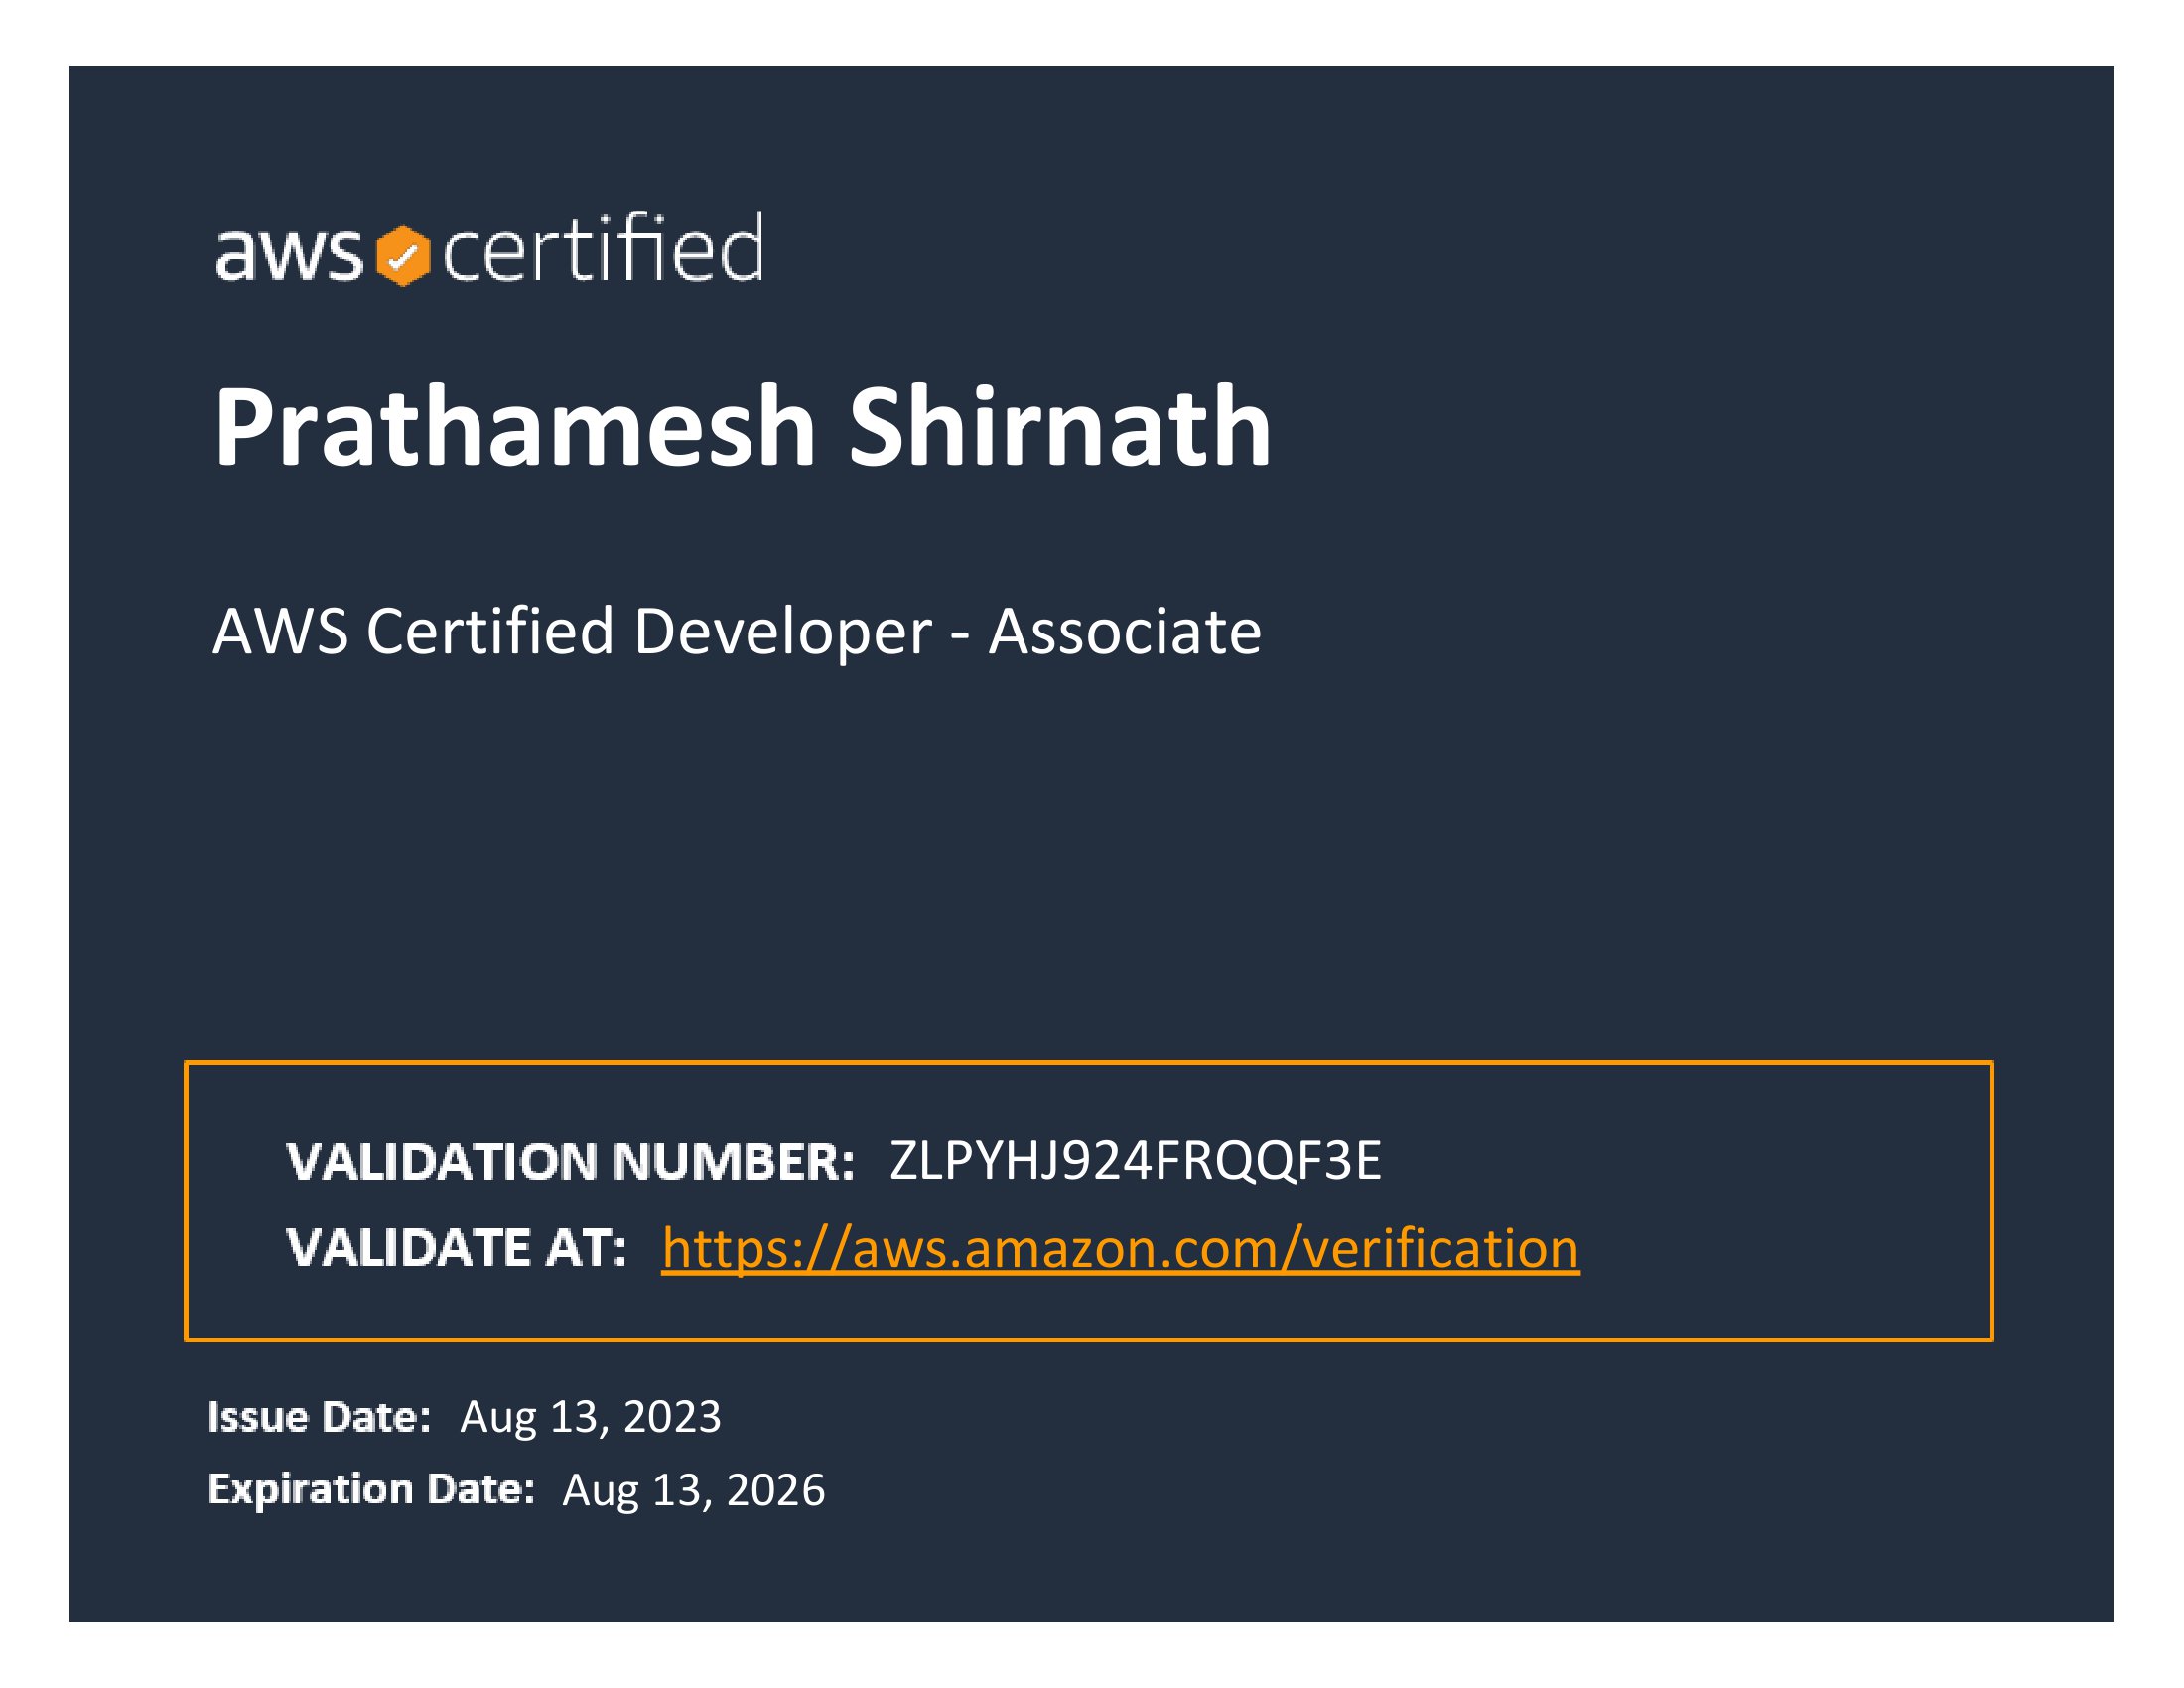 aws certified
Prathamesh Shirnath
AWS Certified Developer - Associate
VALIDATION NUMBER: ZLPYHJ924FRQQF3E
VALIDATE AT: https://aws.amazon.com/verification
Issue Date: Aug 13, 2023
Expiration Date: Aug 13, 2026